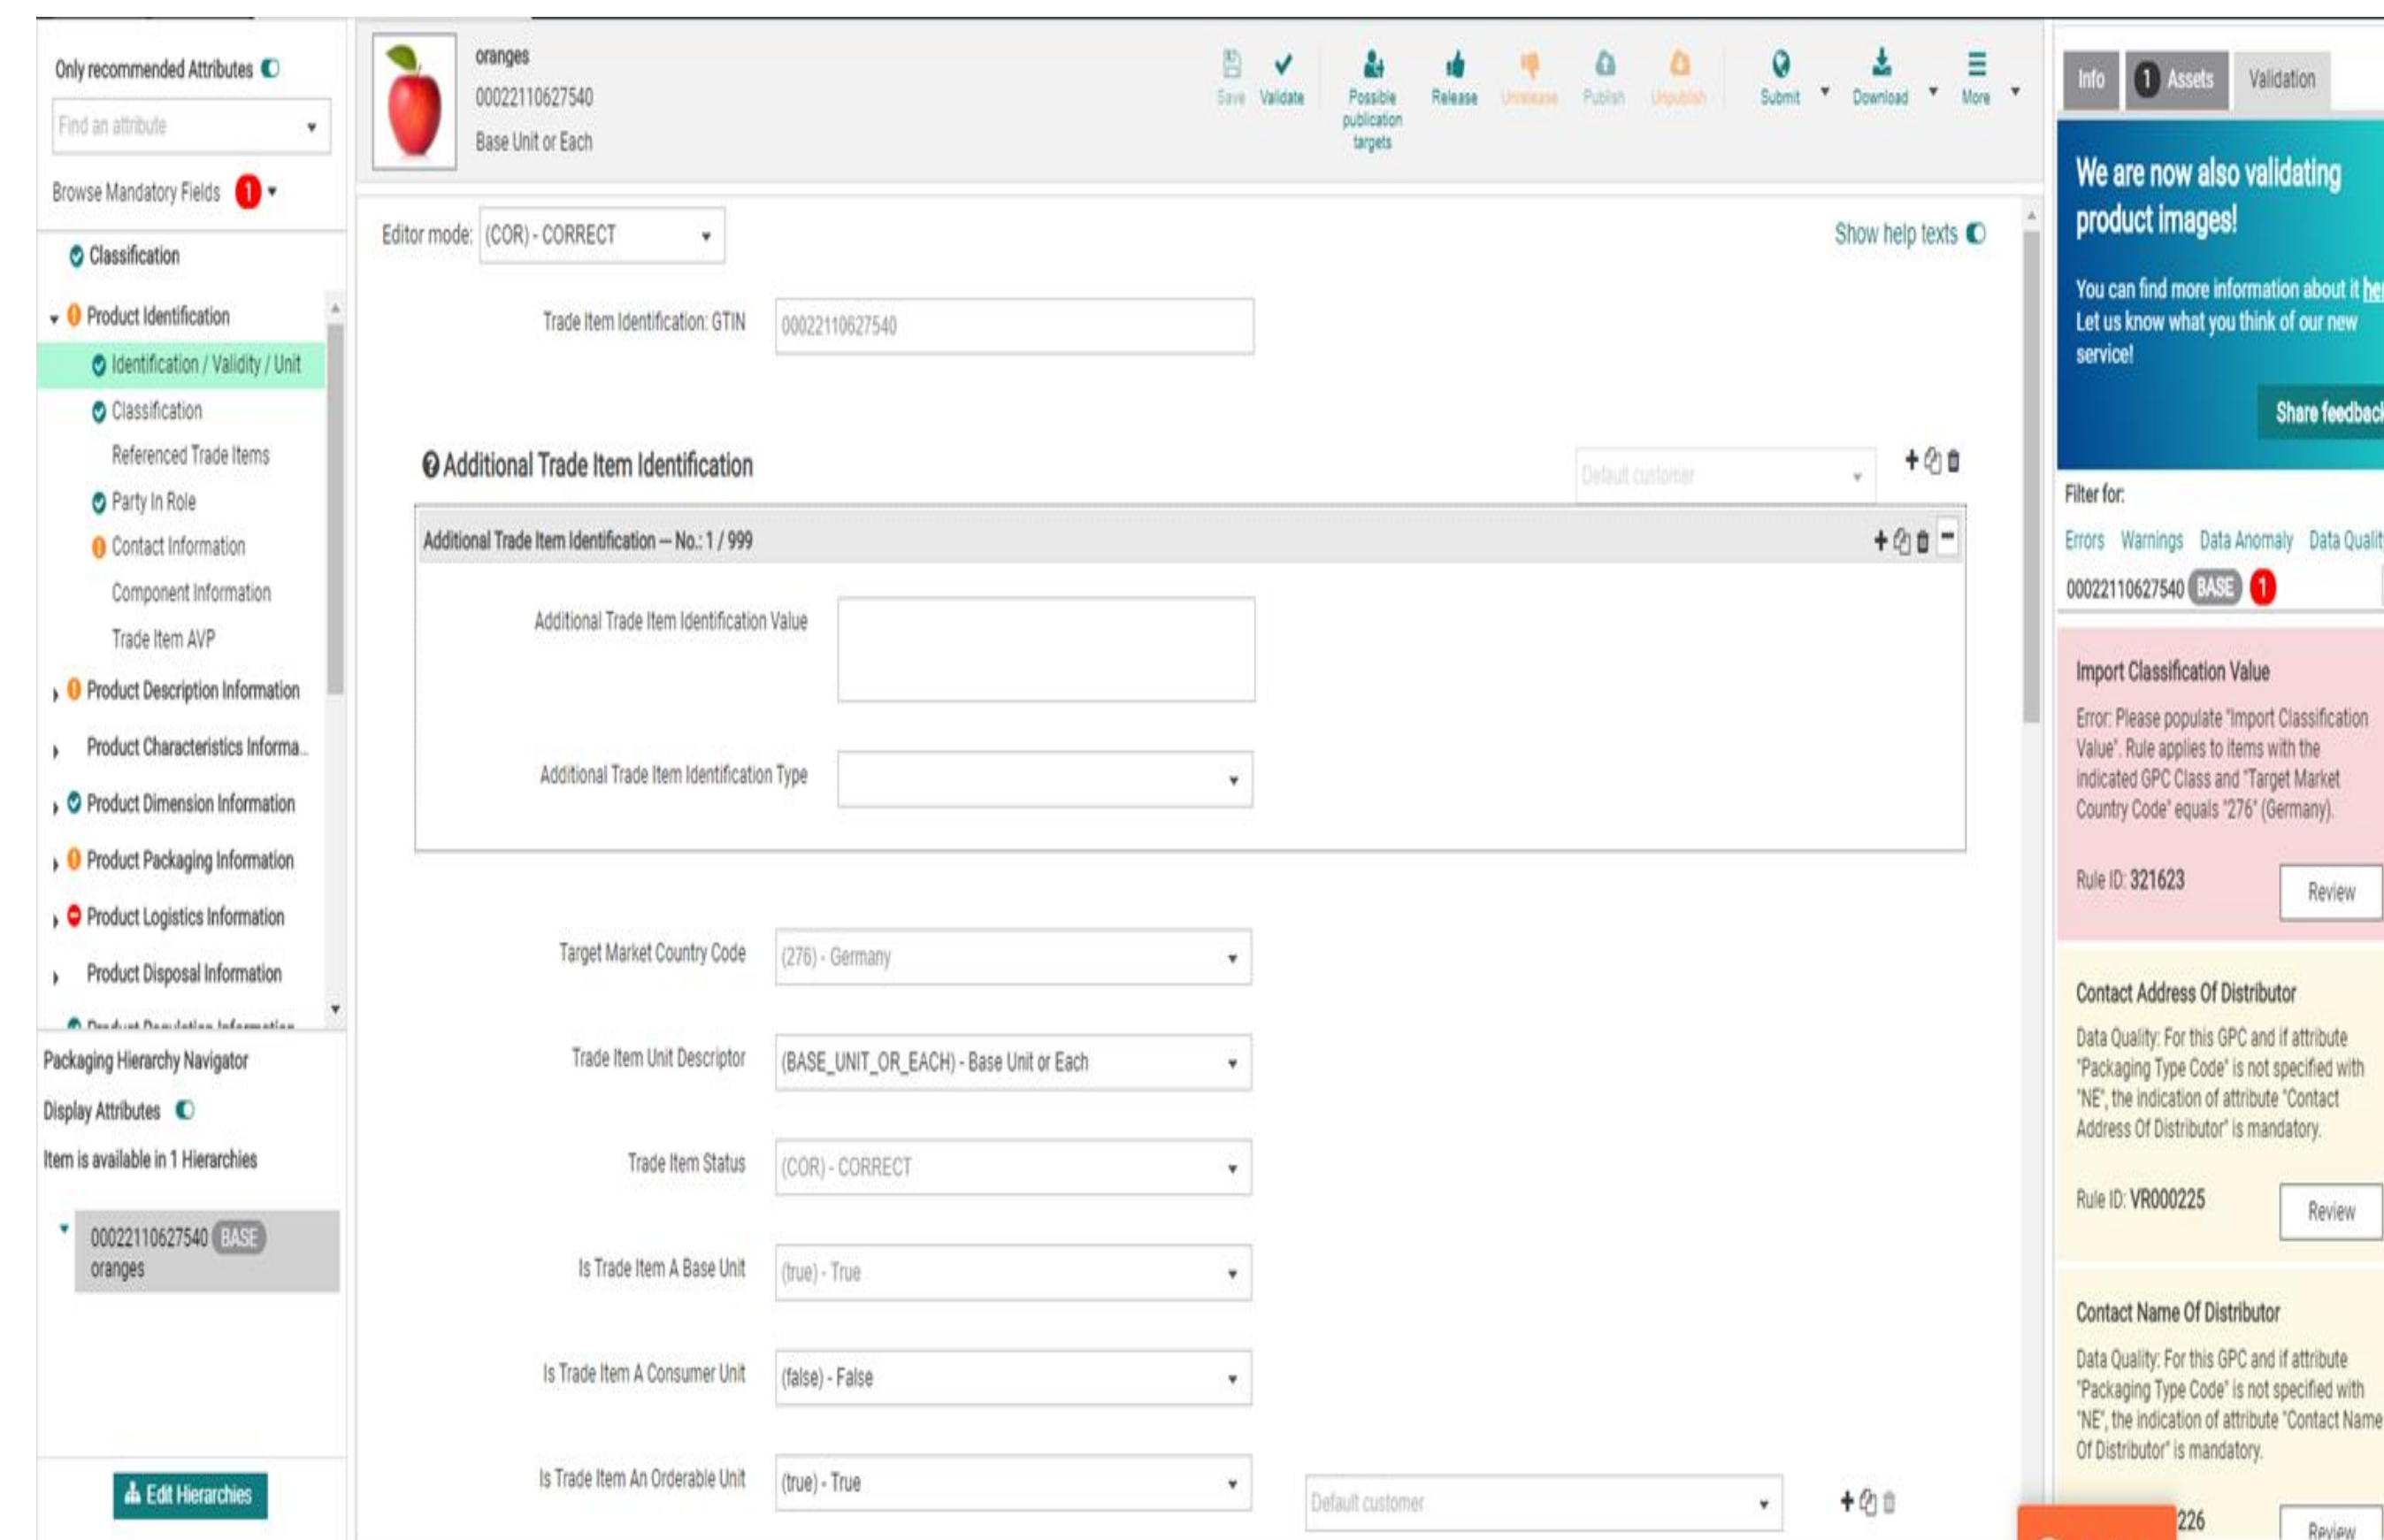 Only recommended Attributes
Find an attribute
Browse Mandatory Fields 1
Classification
Product Identification
Identification / Validity / Unit
Classification
Referenced Trade Items
Party In Role
Contact Information
Component Information
Trade Item AVP
Product Description Information
Product Characteristics Informa...
Product Dimension Information
Product Packaging Information
Product Logistics Information
Product Disposal Information
Packaging Hierarchy Navigator
Display Attributes
Item is available in 1 Hierarchies
00022110627540 BASE
oranges
Edit Hierarchies
oranges
00022110627540
Base Unit or Each
Save
Validate
Possible
publication
targets
Release
Unrelease
Publish
Unpublish
Submit
Download
More
Editor mode: (COR) - CORRECT
Show help texts
Trade Item Identification: GTIN 00022110627540
Additional Trade Item Identification
Default customer
Additional Trade Item Identification — No.: 1 / 999
Additional Trade Item Identification Value
Additional Trade Item Identification Type
Target Market Country Code (276) - Germany
Trade Item Unit Descriptor (BASE_UNIT_OR_EACH) - Base Unit or Each
Trade Item Status (COR) - CORRECT
Is Trade Item A Base Unit (true) - True
Is Trade Item A Consumer Unit (false) - False
Is Trade Item An Orderable Unit (true) - True
Default customer
Info
1 Assets
Validation
We are now also validating
product images!
You can find more information about it
Let us know what you think of our new
service!
Share feedback
Filter for:
Errors Warnings Data Anomaly Data Qualit
00022110627540 BASE 1
Import Classification Value
Error: Please populate "Import Classification
Value". Rule applies to items with the
indicated GPC Class and "Target Market
Country Code" equals "276" (Germany).
Rule ID: 321623
Review
Contact Address Of Distributor
Data Quality: For this GPC and if attribute
"Packaging Type Code" is not specified with
"NE", the indication of attribute "Contact
Address Of Distributor" is mandatory.
Rule ID: VR000225
Review
Contact Name Of Distributor
Data Quality: For this GPC and if attribute
"Packaging Type Code" is not specified with
"NE", the indication of attribute "Contact Name
Of Distributor" is mandatory.
226
Review